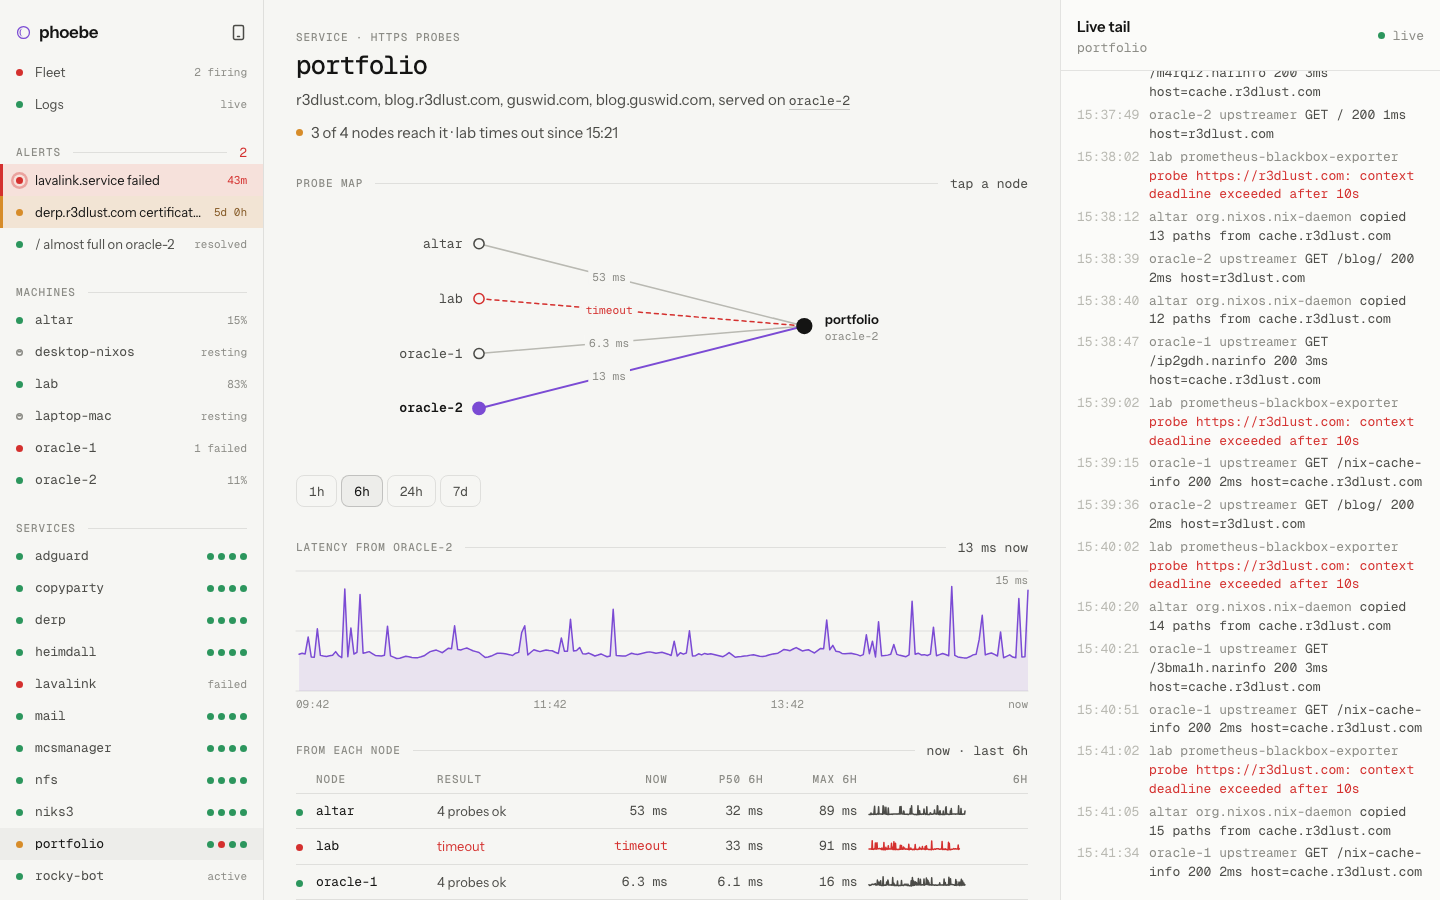 phoebe
Fleet 2 firing
Logs live
ALERTS 2
lavalink.service failed 43m
derp.r3dlust.com certificat… 5d 0h
/ almost full on oracle-2 resolved
MACHINES
altar 15%
desktop-nixos resting
lab 83%
laptop-mac resting
oracle-1 1 failed
oracle-2 11%
SERVICES
adguard
copyparty
derp
heimdall
lavalink failed
mail
mcsmanager
nfs
niks3
portfolio
rocky-bot active
SERVICE · HTTPS PROBES
portfolio
r3dlust.com, blog.r3dlust.com, guswid.com, blog.guswid.com, served on oracle-2
3 of 4 nodes reach it · lab times out since 15:21
PROBE MAP tap a node
altar
53 ms
lab
timeout
portfolio
oracle-2
6.3 ms
oracle-1
13 ms
oracle-2
1h 6h 24h 7d
LATENCY FROM ORACLE-2 13 ms now
15 ms
09:42 11:42 13:42 now
FROM EACH NODE now · last 6h
NODE RESULT NOW P50 6H MAX 6H 6H
altar 4 probes ok 53 ms 32 ms 89 ms
lab timeout timeout 33 ms 91 ms
oracle-1 4 probes ok 6.3 ms 6.1 ms 16 ms
Live tail
portfolio live
/m4rqiz.narinfo 200 3ms
host=cache.r3dlust.com
15:37:49 oracle-2 upstreamer GET / 200 1ms
host=r3dlust.com
15:38:02 lab prometheus-blackbox-exporter
probe https://r3dlust.com: context
deadline exceeded after 10s
15:38:12 altar org.nixos.nix-daemon copied
13 paths from cache.r3dlust.com
15:38:39 oracle-2 upstreamer GET /blog/ 200
2ms host=r3dlust.com
15:38:40 altar org.nixos.nix-daemon copied
12 paths from cache.r3dlust.com
15:38:47 oracle-1 upstreamer GET
/ip2gdh.narinfo 200 3ms
host=cache.r3dlust.com
15:39:02 lab prometheus-blackbox-exporter
probe https://r3dlust.com: context
deadline exceeded after 10s
15:39:15 oracle-1 upstreamer GET /nix-cache-
info 200 2ms host=cache.r3dlust.com
15:39:36 oracle-2 upstreamer GET /blog/ 200
2ms host=r3dlust.com
15:40:02 lab prometheus-blackbox-exporter
probe https://r3dlust.com: context
deadline exceeded after 10s
15:40:20 altar org.nixos.nix-daemon copied
14 paths from cache.r3dlust.com
15:40:21 oracle-1 upstreamer GET
/3bma1h.narinfo 200 3ms
host=cache.r3dlust.com
15:40:51 oracle-1 upstreamer GET /nix-cache-
info 200 2ms host=cache.r3dlust.com
15:41:02 lab prometheus-blackbox-exporter
probe https://r3dlust.com: context
deadline exceeded after 10s
15:41:05 altar org.nixos.nix-daemon copied
15 paths from cache.r3dlust.com
15:41:34 oracle-1 upstreamer GET /nix-cache-
info 200 2ms host=cache.r3dlust.com